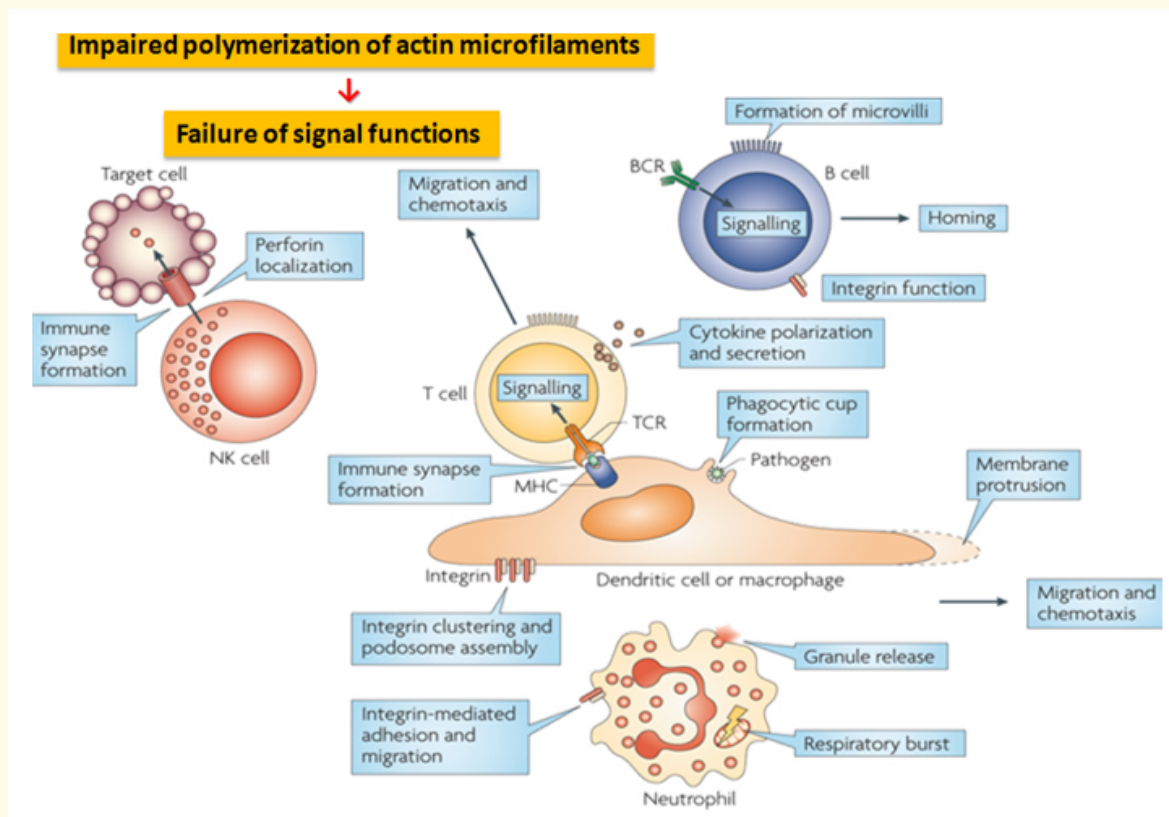 Impaired polymerization of actin microfilaments
Failure of signal functions
Target cell
Perforin
localization
Immune
synapse
formation
NK cell
Migration and
chemotaxis
Formation of microvilli
BCR
B cell
Signalling
Homing
Integrin function
Cytokine polarization
and secretion
T cell
Signalling
TCR
Phagocytic cup
formation
Immune synapse
formation
MHC
Pathogen
Membrane
protrusion
Integrin
Dendritic cell or macrophage
Migration and
chemotaxis
Integrin clustering and
podosome assembly
Granule release
Integrin-mediated
adhesion and
migration
Respiratory burst
Neutrophil